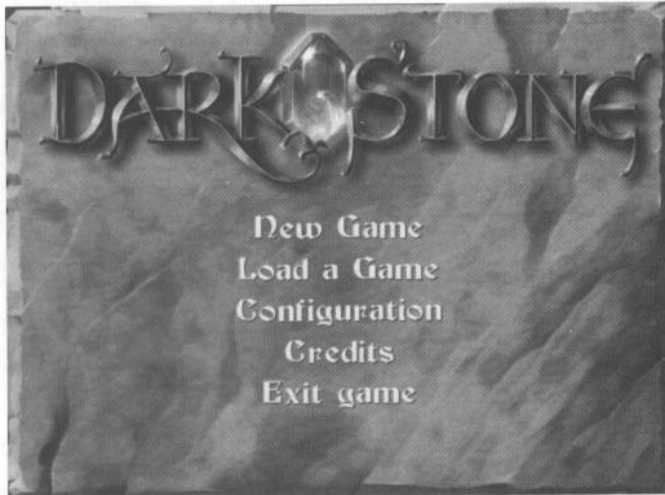 DARKSTONE
New Game
Load a Game
Configuration
Credits
Exit game